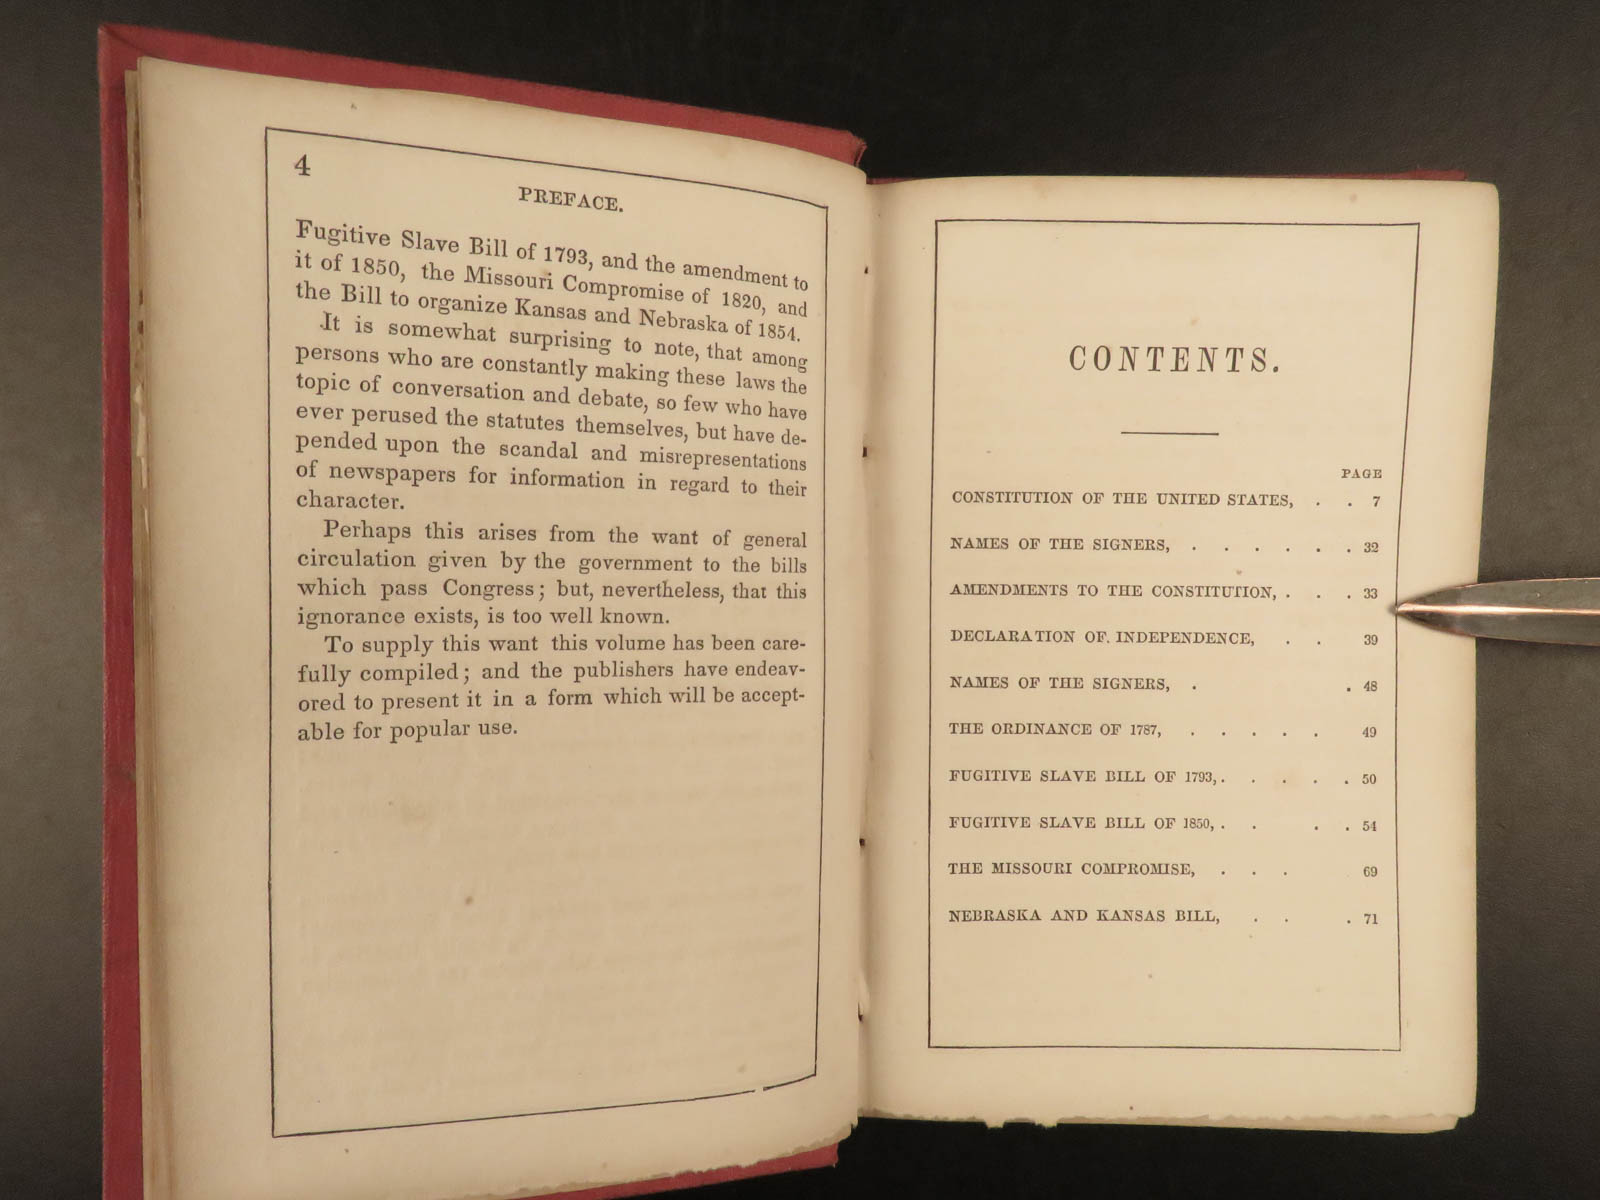 4
PREFACE.
Fugitive Slave Bill of 1793, and the amendment to
it of 1850, the Missouri Compromise of 1820, and
the Bill to organize Kansas and Nebraska of 1854.
It is somewhat surprising to note, that among
persons who are constantly making these laws the
topic of conversation and debate, so few who have
ever perused the statutes themselves, but have de-
pended upon the scandal and misrepresentations
of newspapers for information in regard to their
character.
Perhaps this arises from the want of general
circulation given by the government to the bills
which pass Congress; but, nevertheless, that this
ignorance exists, is too well known.
To supply this want this volume has been care-
fully compiled; and the publishers have endeav-
ored to present it in a form which will be accept-
able for popular use.
CONTENTS.
PAGE
CONSTITUTION OF THE UNITED STATES, . . 7
NAMES OF THE SIGNERS, . . . . . . 32
AMENDMENTS TO THE CONSTITUTION, . . . 33
DECLARATION OF. INDEPENDENCE, . . 39
NAMES OF THE SIGNERS, . . 48
THE ORDINANCE OF 1787, . . . . . 49
FUGITIVE SLAVE BILL OF 1793, . . . . . 50
FUGITIVE SLAVE BILL OF 1850, . . . . 54
THE MISSOURI COMPROMISE, . . . 69
NEBRASKA AND KANSAS BILL, . . . 71